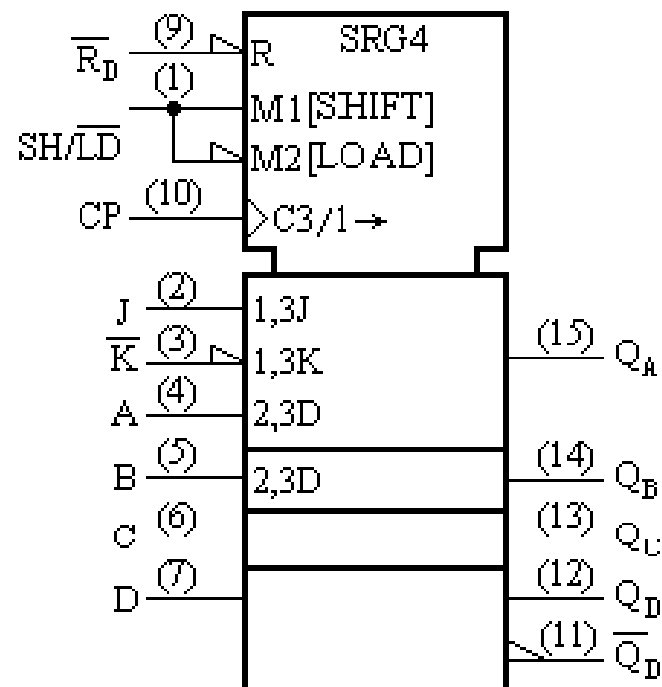 (9) SRG4
R̅D̅ R
(1)
M1[SHIFT]
SH/L̅D̅
M2[LOAD]
CP (10) C3/1→
J (2) 1,3J
K̅ (3) 1,3K (15) QA
A (4) 2,3D
B (5) 2,3D (14) QB
C (6) (13) QC
D (7) (12) QD
(11) Q̅D̅